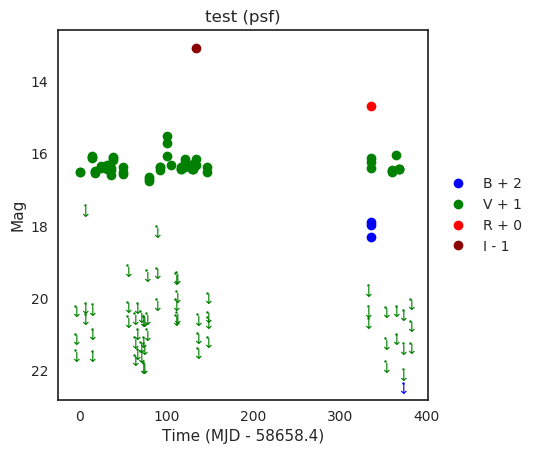 test (psf)
Mag
14
16
18
20
22
0
100
200
300
400
Time (MJD - 58658.4)
B + 2
V + 1
R + 0
I - 1